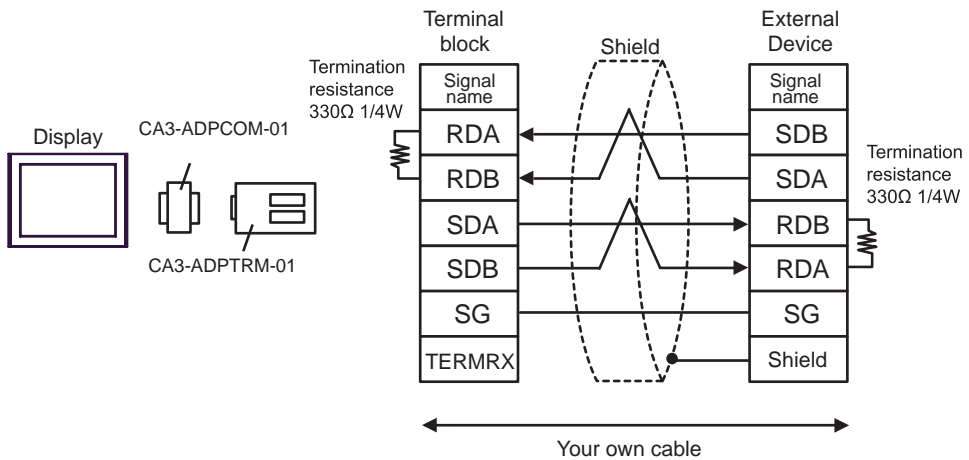 Display
CA3-ADPCOM-01
CA3-ADPTRM-01
Termination
resistance
330Ω 1/4W
Terminal
block
Signal
name
RDA
RDB
SDA
SDB
SG
TERMRX
Shield
External
Device
Signal
name
SDB
SDA
RDB
RDA
SG
Shield
Termination
resistance
330Ω 1/4W
Your own cable